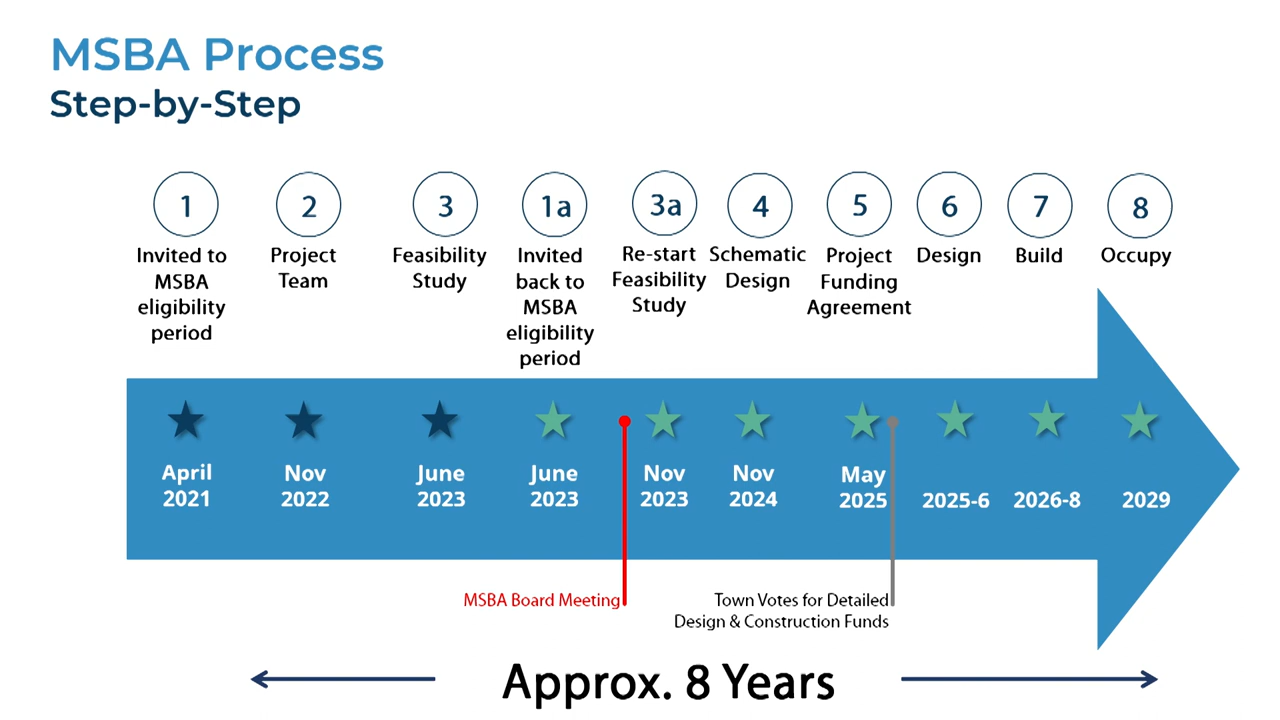 MSBA Process
Step-by-Step
1
Invited to
MSBA
eligibility
period
2
Project
Team
3
Feasibility
Study
1a
Invited
back to
MSBA
eligibility
period
3a
Re-start
Feasibility
Study
4
Schematic
Design
5
Project
Funding
Agreement
6
Design
7
Build
8
Occupy
April
2021
Nov
2022
June
2023
June
2023
Nov
2023
Nov
2024
May
2025
2025-6
2026-8
2029
MSBA Board Meeting
Town Votes for Detailed
Design & Construction Funds
Approx. 8 Years